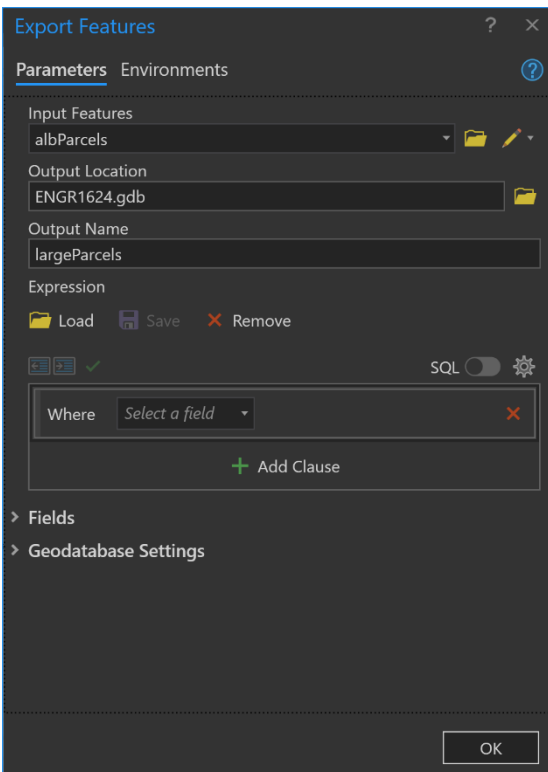 Export Features
Parameters Environments
Input Features
albParcels
Output Location
ENGR1624.gdb
Output Name
largeParcels
Expression
Load Save Remove
SQL
Where Select a field
Add Clause
Fields
Geodatabase Settings
OK